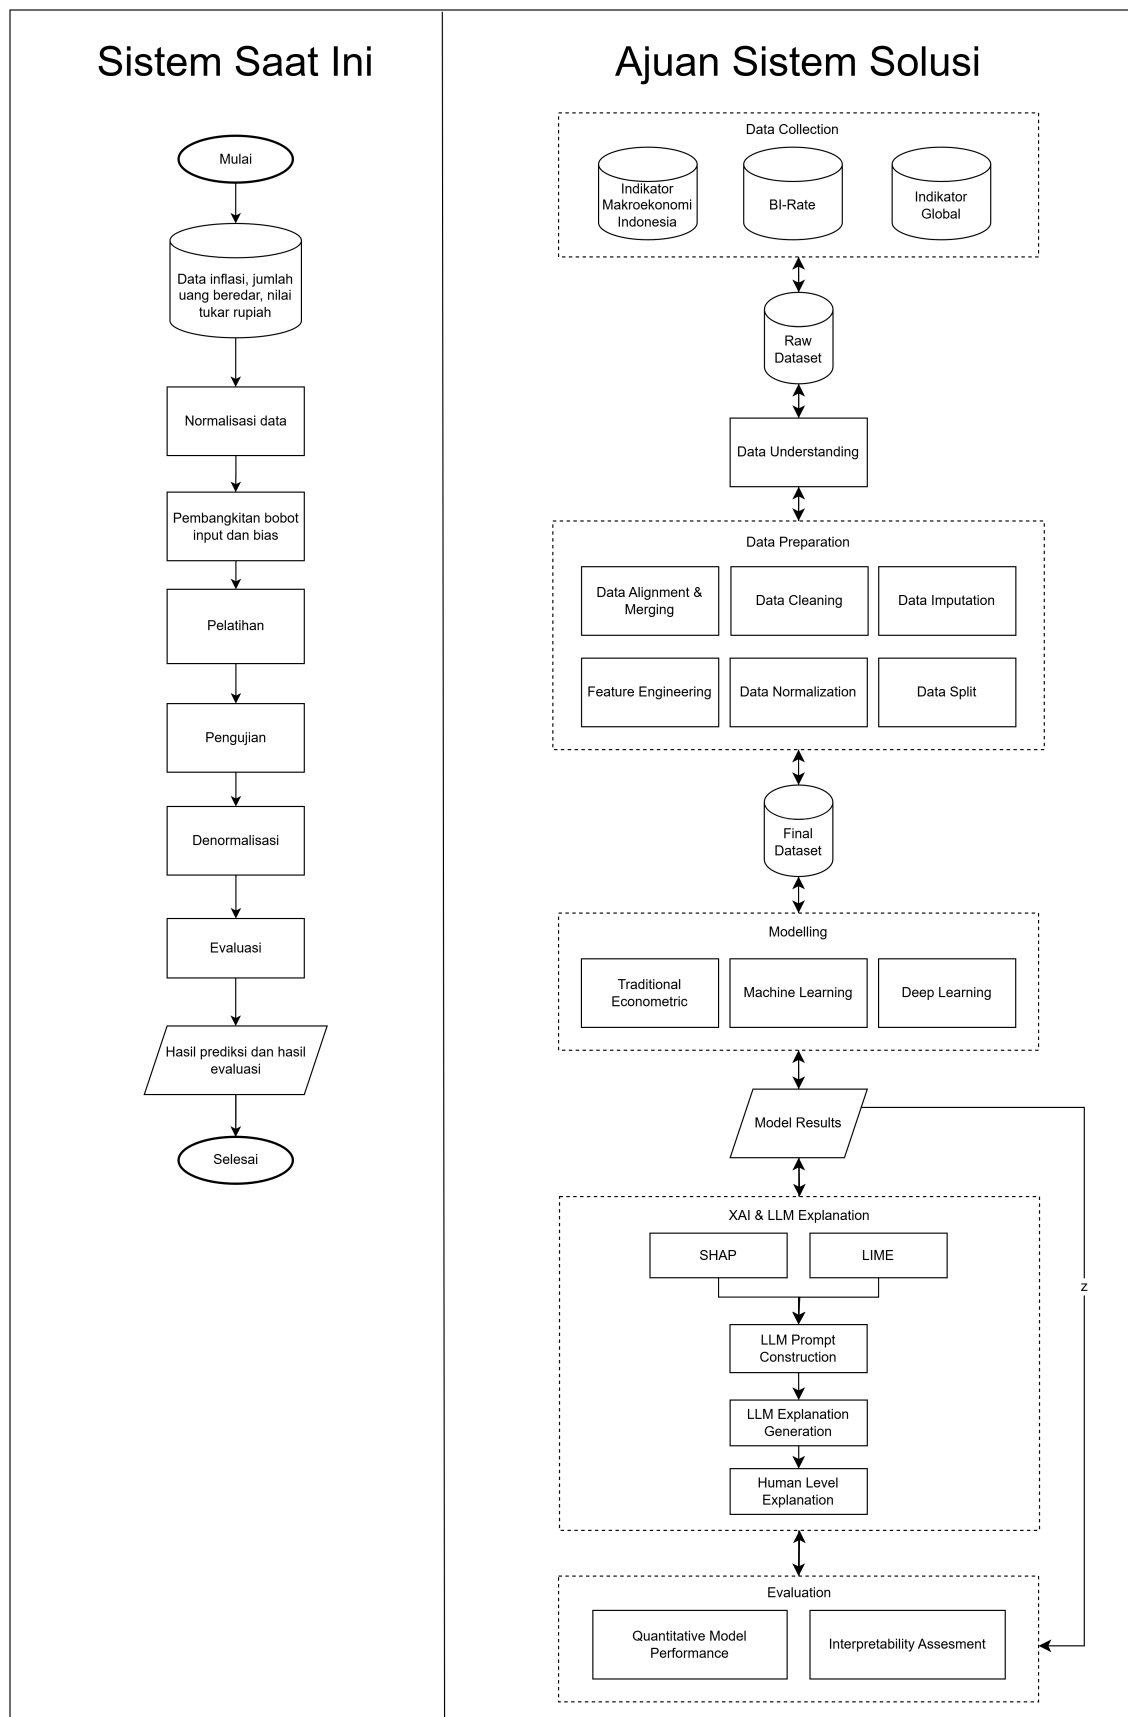 Sistem Saat Ini
Mulai
Data inflasi, jumlah
uang beredar, nilai
tukar rupiah
Normalisasi data
Pembangkitan bobot
input dan bias
Pelatihan
Pengujian
Denormalisasi
Evaluasi
Hasil prediksi dan hasil
evaluasi
Selesai
Ajuan Sistem Solusi
Data Collection
Indikator
Makroekonomi
Indonesia
BI-Rate
Indikator
Global
Raw
Dataset
Data Understanding
Data Preparation
Data Alignment &
Merging
Data Cleaning
Data Imputation
Feature Engineering
Data Normalization
Data Split
Final
Dataset
Modelling
Traditional
Econometric
Machine Learning
Deep Learning
Model Results
XAI & LLM Explanation
SHAP
LIME
z
LLM Prompt
Construction
LLM Explanation
Generation
Human Level
Explanation
Evaluation
Quantitative Model
Performance
Interpretability Assesment